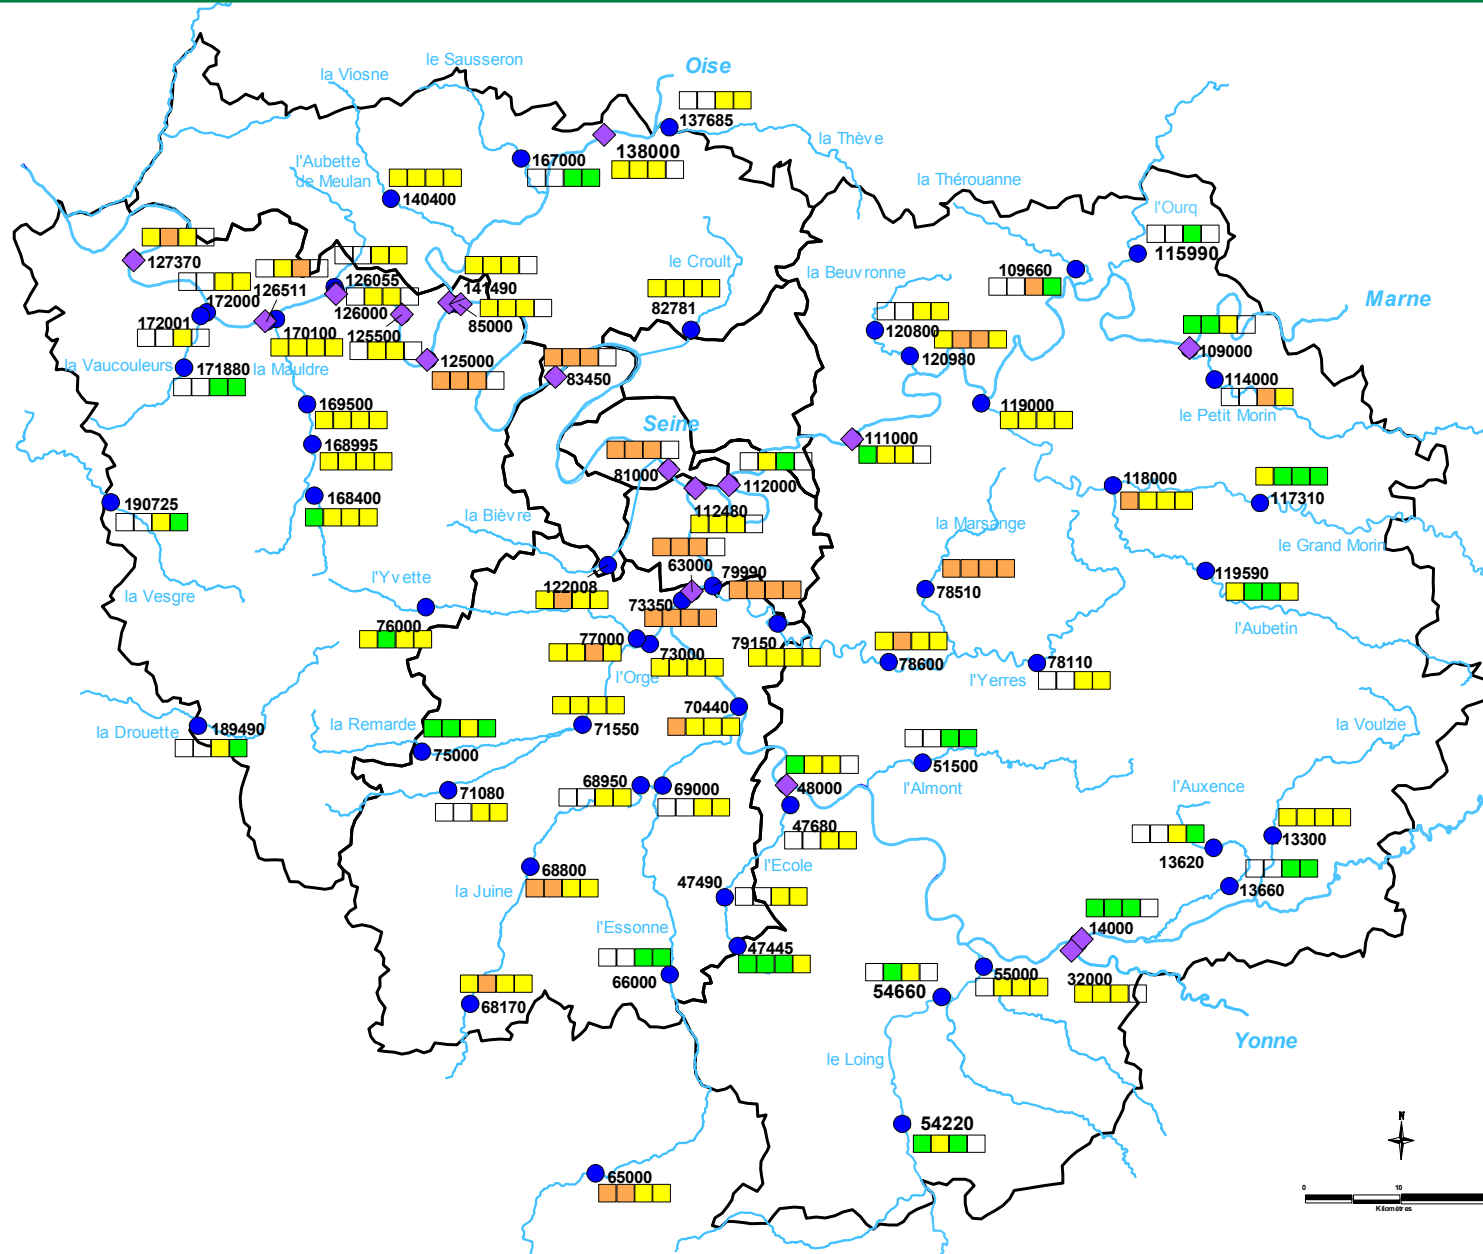 le Sausseron
Oise
la Viosne
137685
la Thève
138000
167000
l'Aubette
de Meulan
140400
la Thérouanne
l'Ourq
115990
127370
126055
126511
172000
141490
le Croult
la Beuvronne
109660
Marne
126000
85000
82781
172001
170100
125500
120800
109000
la Vaucouleurs
171880
la Mauldre
125000
83450
120980
114000
le Petit Morin
169500
119000
Seine
168995
111000
81000
112000
118000
117310
190725
168400
la Bièvre
112480
la Marsange
le Grand Morin
63000
79990
119590
122008
l'Yvette
la Vesgre
78510
73350
l'Aubetin
76000
77000
73000
79150
78600
78110
l'Orge
l'Yerres
70440
la Drouette
189490
la Remarde
71550
la Voulzie
75000
51500
71080
68950
69000
48000
l'Almont
l'Auxence
47680
13300
13620
l'Ecole
68800
la Juine
47490
13660
l'Essonne
14000
47445
66000
55000
32000
54660
68170
Yonne
le Loing
N
54220
65000
0 10
Kilomètres